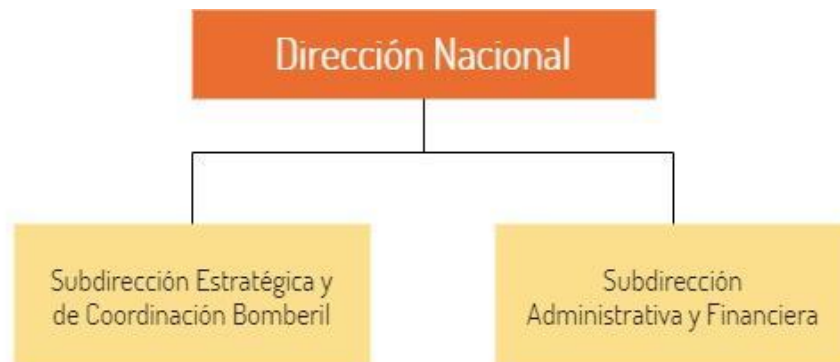 Dirección Nacional
Subdirección Estratégica y
de Coordinación Bomberil
Subdirección
Administrativa y Financiera